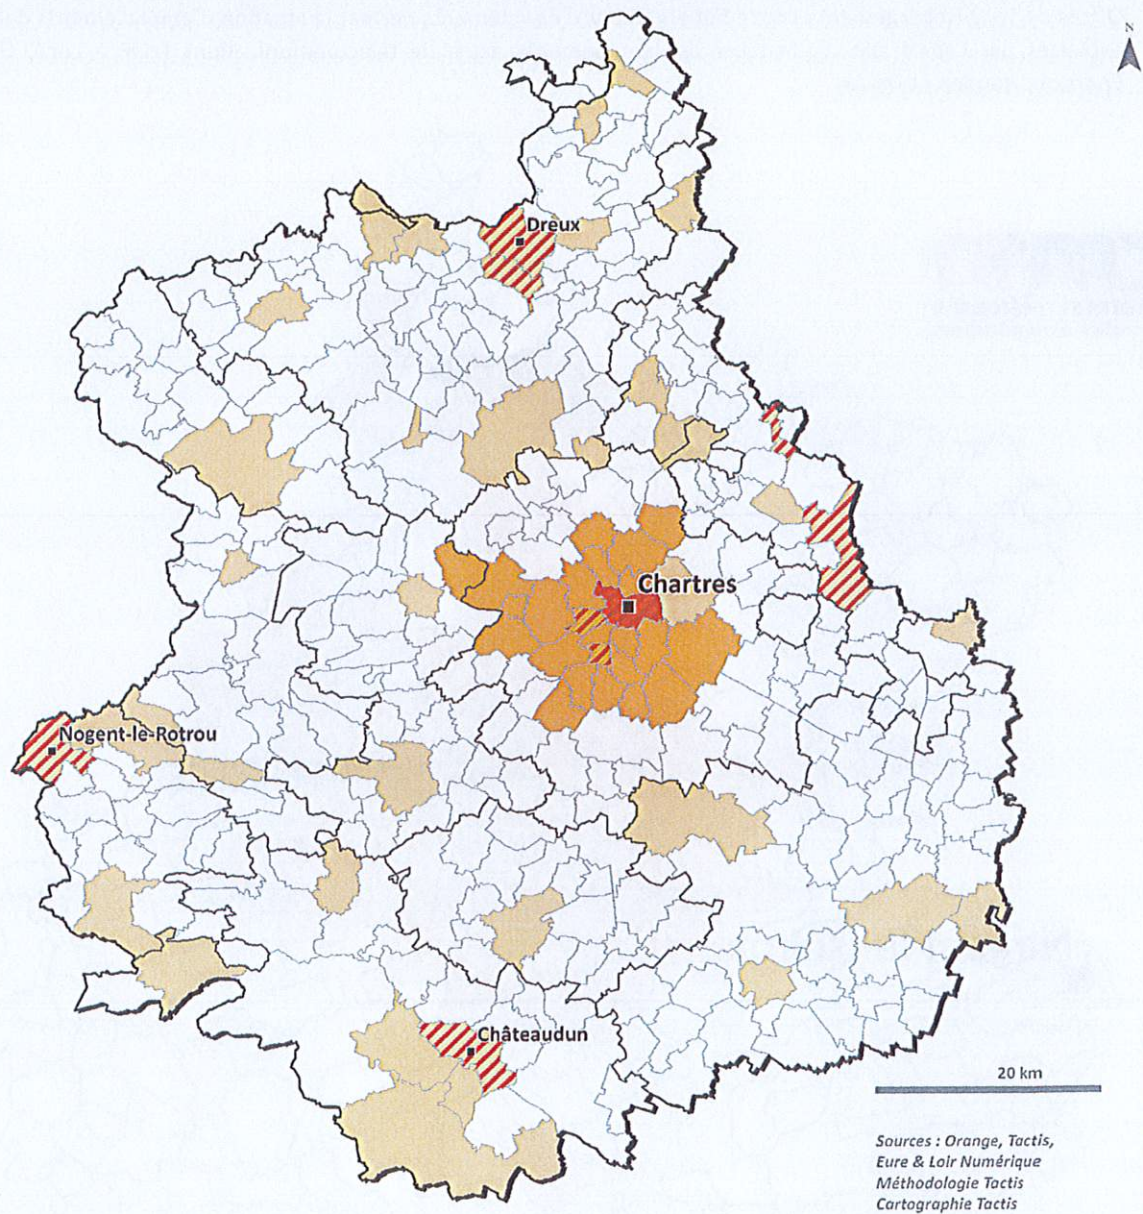 N
Dreux
Chartres
Nogent-le-Rotrou
Châteaudun
20 km
Sources : Orange, Tactis,
Eure & Loir Numérique
Méthodologie Tactis
Cartographie Tactis